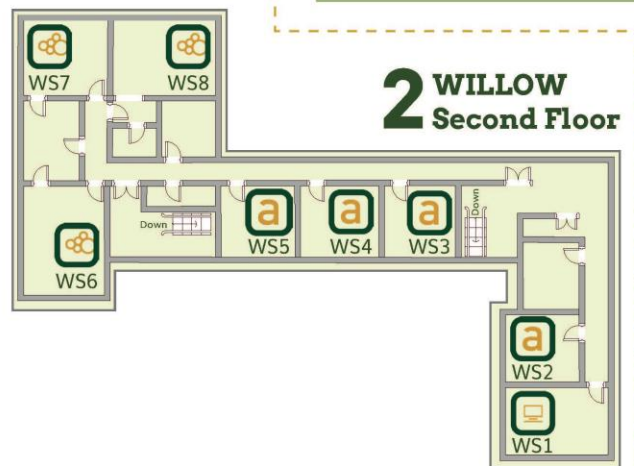 WS7
WS8
2 WILLOW
Second Floor
Down
a
WS5
a
WS4
a
WS3
Down
WS6
a
WS2
WS1